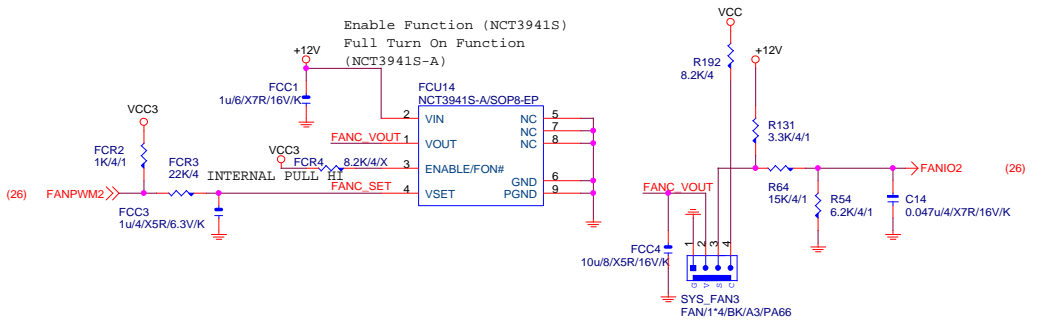 Enable Function (NCT3941S)
Full Turn On Function
(NCT3941S-A)
+12V
FCC1
1u/6/X7R/16V/K
FCU14
NCT3941S-A/SOP8-EP
2
VIN
1
VOUT
3
ENABLE/FON#
4
VSET
NC
5
NC
7
NC
8
GND
6
PGND
9
FANC_VOUT
VCC3
FCR4
8.2K/4/X
INTERNAL PULL HI
FANC_SET
VCC3
FCR2
1K/4/1
FCR3
22K/4
(26)
FANPWM2
FCC3
1u/4/X5R/6.3V/K
VCC
R192
8.2K/4
+12V
R131
3.3K/4/1
FANIO2
(26)
R64
15K/4/1
R54
6.2K/4/1
C14
0.047u/4/X7R/16V/K
FANC_VOUT
FCC4
10u/8/X5R/16V/K
1
2
3
4
G
V
S
C
SYS_FAN3
FAN/1*4/BK/A3/PA66